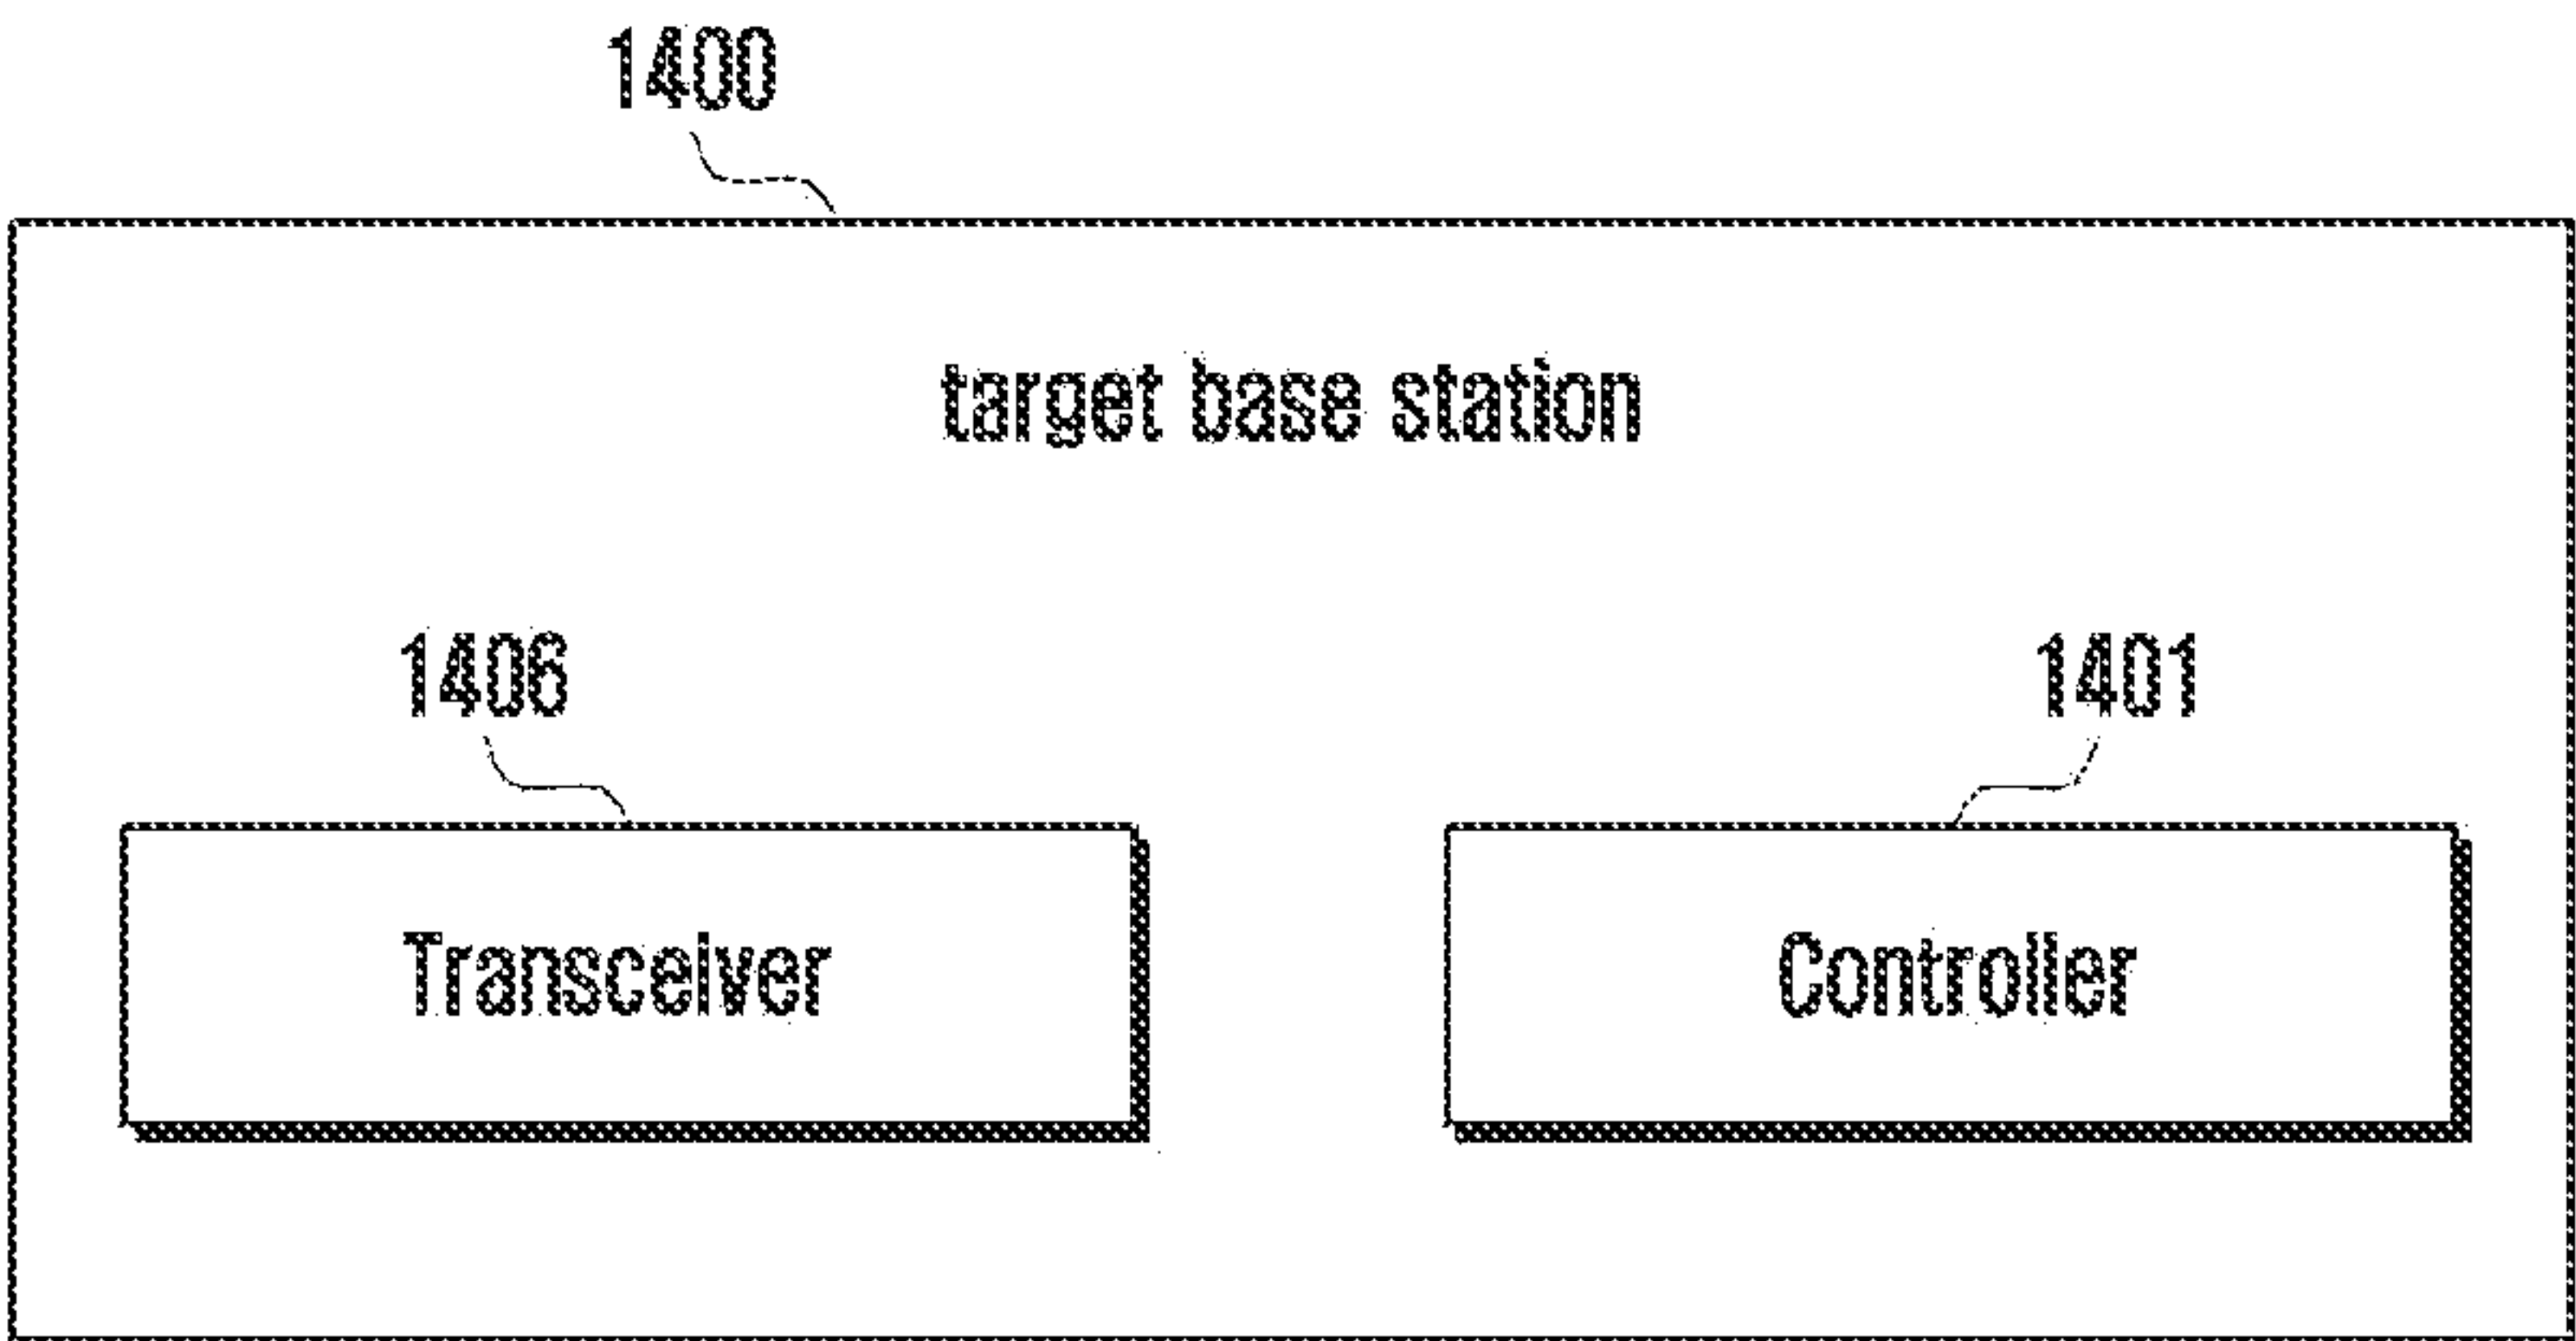 1400
target base station
1406
1401
Transceiver
Controller